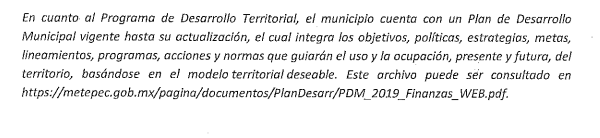 En cuanto al Programa de Desarrollo Territorial, el municipio cuenta con un Plan de Desarrollo
Municipal vigente hasta su actualización, el cual integra los objetivos, políticas, estrategias, metas,
lineamientos, programas, acciones y normas que guiarán el uso y la ocupación, presente y futura, del
territorio, basándose en el modelo territorial deseable. Este archivo puede ser consultado en
https://metepec.gob.mx/pagina/documentos/PlanDesarr/PDM_2019_Finanzas_WEB.pdf.